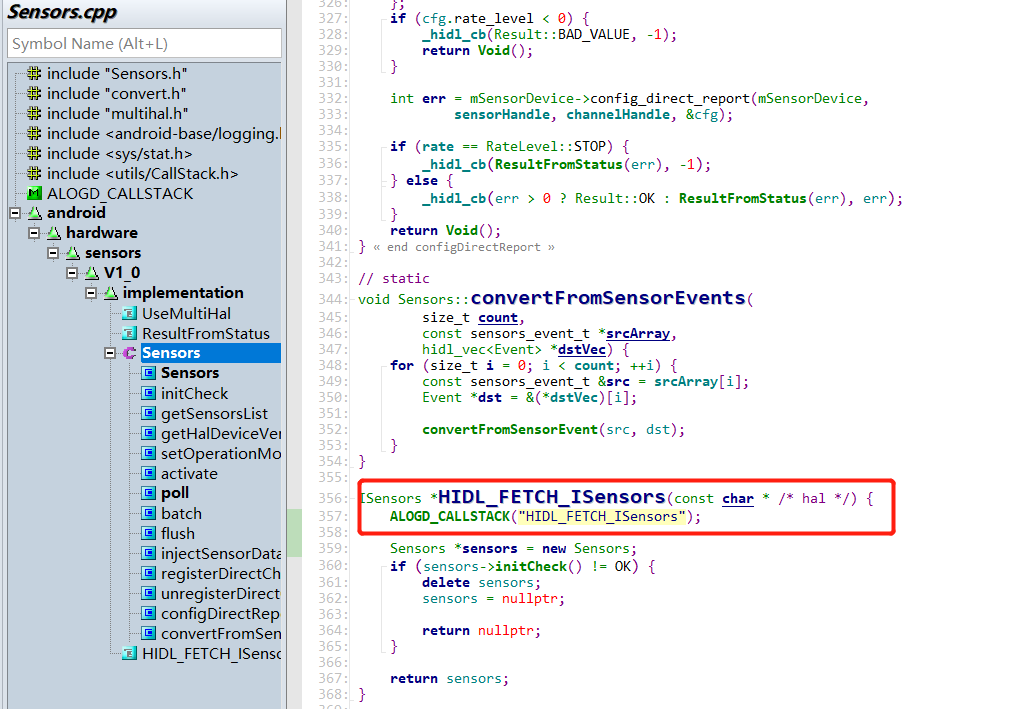 Sensors.cpp
Symbol Name (Alt+L)
include "Sensors.h"
include "convert.h"
include "multihal.h"
include <android-base/logging.
include <sys/stat.h>
include <utils/CallStack.h>
ALOGD_CALLSTACK
android
hardware
sensors
V1_0
implementation
UseMultiHal
ResultFromStatus
Sensors
Sensors
initCheck
getSensorsList
getHalDeviceVer
setOperationMo
activate
poll
batch
flush
injectSensorData
registerDirectCh
unregisterDirect
configDirectRep
convertFromSen
HIDL_FETCH_ISenso
326: };
327: if (cfg.rate_level < 0) {
328: _hidl_cb(Result::BAD_VALUE, -1);
329: return Void();
330: }
331:
332: int err = mSensorDevice->config_direct_report(mSensorDevice,
333: sensorHandle, channelHandle, &cfg);
334:
335: if (rate == RateLevel::STOP) {
336: _hidl_cb(ResultFromStatus(err), -1);
337: } else {
338: _hidl_cb(err > 0 ? Result::OK : ResultFromStatus(err), err);
339: }
340: return Void();
341: } « end configDirectReport »
342:
343: // static
344: void Sensors::convertFromSensorEvents(
345: size_t count,
346: const sensors_event_t *srcArray,
347: hidl_vec<Event> *dstVec) {
348: for (size_t i = 0; i < count; ++i) {
349: const sensors_event_t &src = srcArray[i];
350: Event *dst = &(*dstVec)[i];
351:
352: convertFromSensorEvent(src, dst);
353: }
354: }
355:
356: ISensors *HIDL_FETCH_ISensors(const char * /* hal */) {
357: ALOGD_CALLSTACK("HIDL_FETCH_ISensors");
358:
359: Sensors *sensors = new Sensors;
360: if (sensors->initCheck() != OK) {
361: delete sensors;
362: sensors = nullptr;
363:
364: return nullptr;
365: }
366:
367: return sensors;
368: }
369: